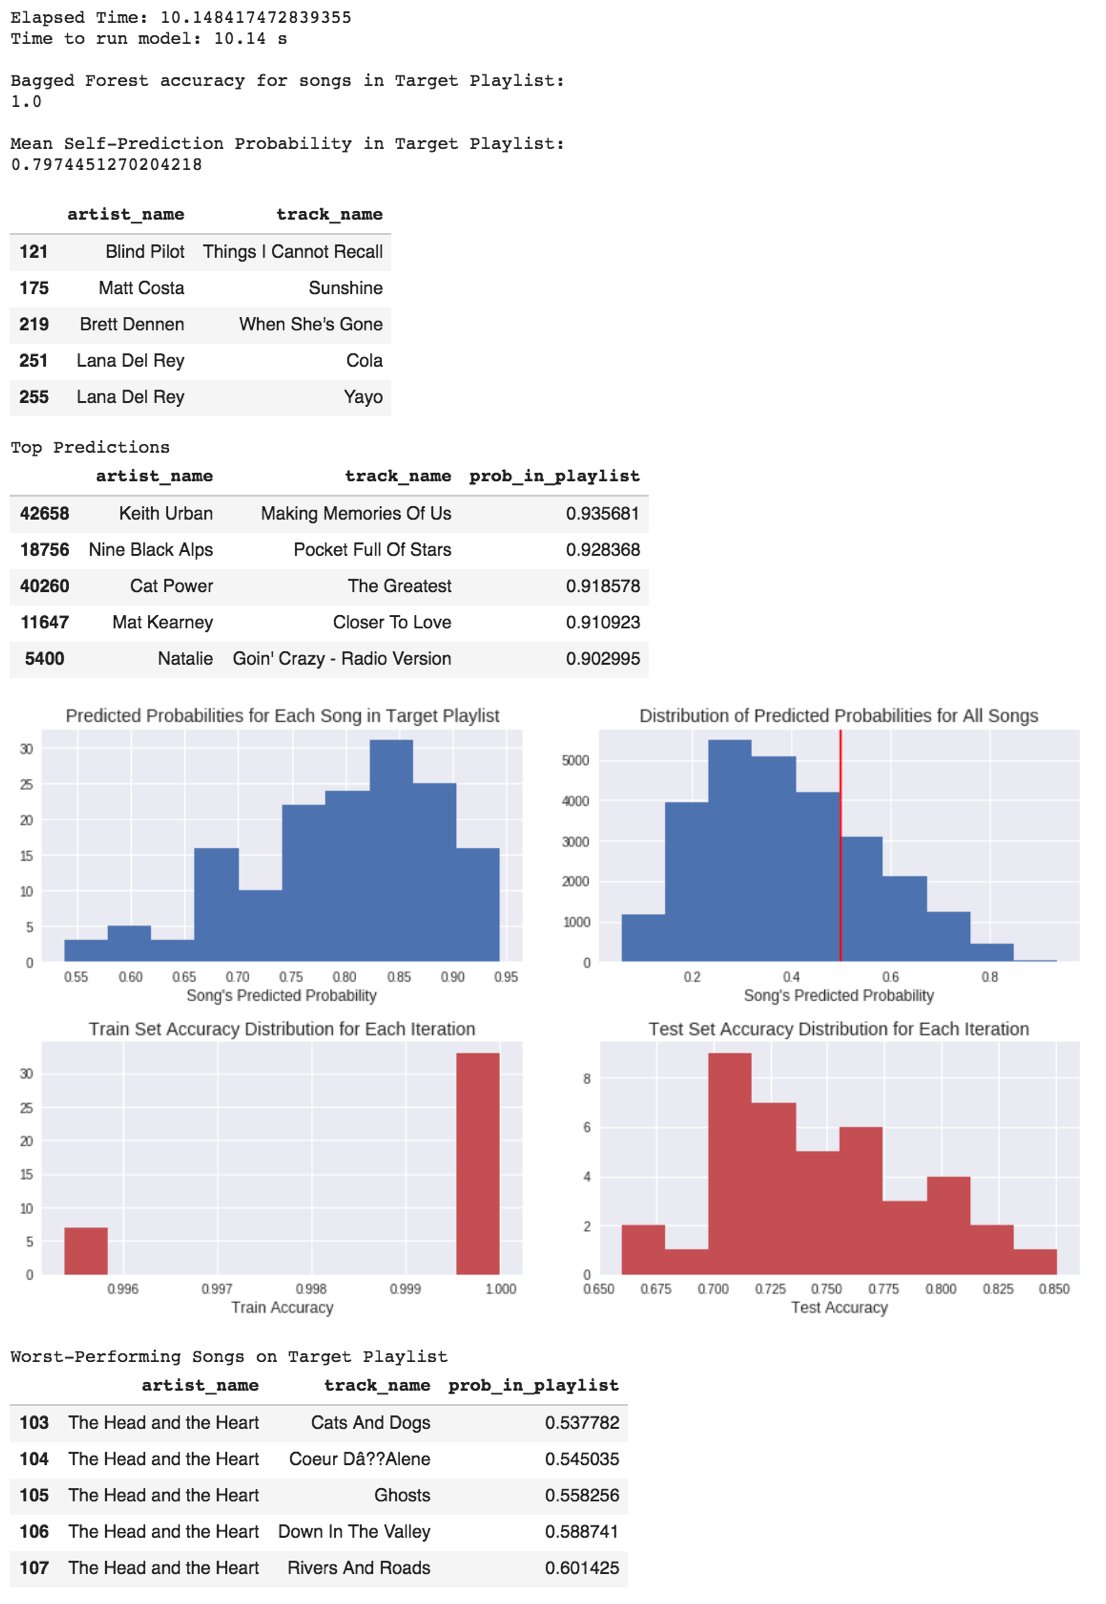 Elapsed Time: 10.148417472839355
Time to run model: 10.14 s
Bagged Forest accuracy for songs in Target Playlist:
1.0
Mean Self-Prediction Probability in Target Playlist:
0.7974451270204218
artist_name track_name
121 Blind Pilot Things I Cannot Recall
175 Matt Costa Sunshine
219 Brett Dennen When She's Gone
251 Lana Del Rey Cola
255 Lana Del Rey Yayo
Top Predictions
artist_name track_name prob_in_playlist
42658 Keith Urban Making Memories Of Us 0.935681
18756 Nine Black Alps Pocket Full Of Stars 0.928368
40260 Cat Power The Greatest 0.918578
11647 Mat Kearney Closer To Love 0.910923
5400 Natalie Goin' Crazy - Radio Version 0.902995
Predicted Probabilities for Each Song in Target Playlist
30
25
20
15
10
5
0
0.55 0.60 0.65 0.70 0.75 0.80 0.85 0.90 0.95
Song's Predicted Probability
Distribution of Predicted Probabilities for All Songs
5000
4000
3000
2000
1000
0
0.2 0.4 0.6 0.8
Song's Predicted Probability
Train Set Accuracy Distribution for Each Iteration
30
25
20
15
10
5
0
0.996 0.997 0.998 0.999 1.000
Train Accuracy
Test Set Accuracy Distribution for Each Iteration
8
6
4
2
0
0.650 0.675 0.700 0.725 0.750 0.775 0.800 0.825 0.850
Test Accuracy
Worst-Performing Songs on Target Playlist
artist_name track_name prob_in_playlist
103 The Head and the Heart Cats And Dogs 0.537782
104 The Head and the Heart Coeur Dâ??Alene 0.545035
105 The Head and the Heart Ghosts 0.558256
106 The Head and the Heart Down In The Valley 0.588741
107 The Head and the Heart Rivers And Roads 0.601425